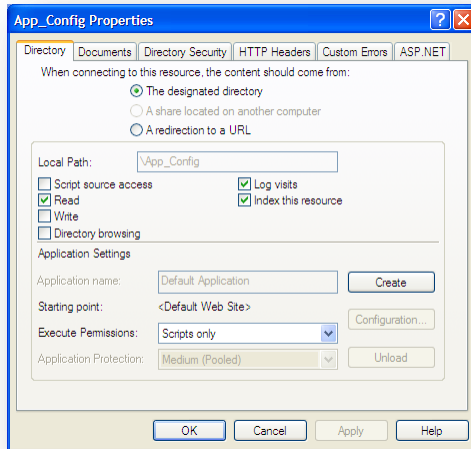 App_Config Properties
Directory Documents Directory Security HTTP Headers Custom Errors ASP.NET
When connecting to this resource, the content should come from:
The designated directory
A share located on another computer
A redirection to a URL
Local Path: \App_Config
Script source access Log visits
Read Index this resource
Write
Directory browsing
Application Settings
Application name: Default Application Create
Starting point: <Default Web Site>
Configuration...
Execute Permissions: Scripts only
Application Protection: Medium (Pooled) Unload
OK Cancel Apply Help